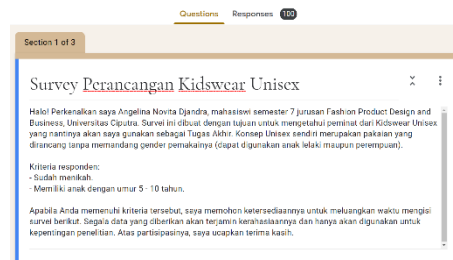 Questions Responses 100
Section 1 of 3
Survey Perancangan Kidswear Unisex
Halo! Perkenalkan saya Angelina Novita Djandra, mahasiswi semester 7 jurusan Fashion Product Design and
Business, Universitas Ciputra. Survei ini dibuat dengan tujuan untuk mengetahui peminat dari Kidswear Unisex
yang nantinya akan saya gunakan sebagai Tugas Akhir. Konsep Unisex sendiri merupakan pakaian yang
dirancang tanpa memandang gender pemakainya (dapat digunakan anak lelaki maupun perempuan).
Kriteria responden:
- Sudah menikah.
- Memiliki anak dengan umur 5 - 10 tahun.
Apabila Anda memenuhi kriteria tersebut, saya memohon ketersediaannya untuk meluangkan waktu mengisi
survei berikut. Segala data yang diberikan akan terjamin kerahasiaannya dan hanya akan digunakan untuk
kepentingan penelitian. Atas partisipasinya, saya ucapkan terima kasih.